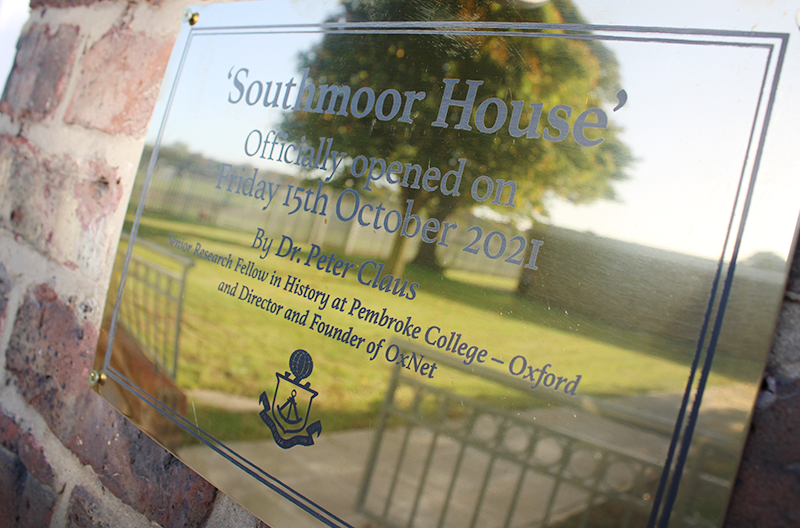 ‘Southmoor House’
Officially opened on
Friday 15th October 2021
By Dr. Peter Claus
Senior Research Fellow in History at Pembroke College – Oxford
and Director and Founder of OxNet